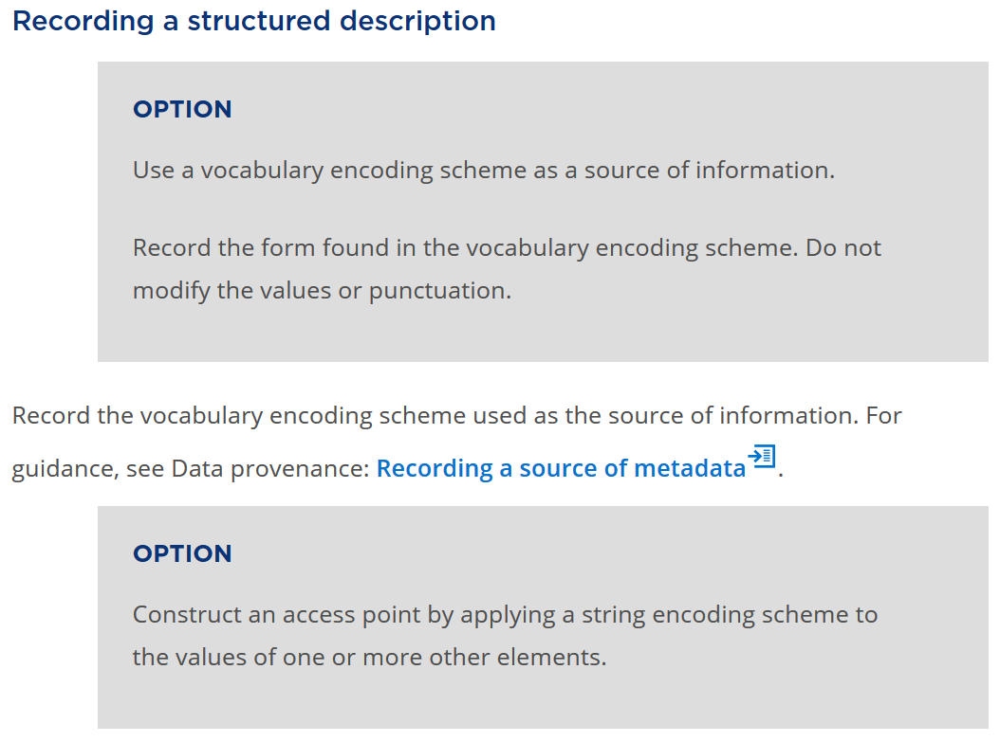 Recording a structured description
OPTION
Use a vocabulary encoding scheme as a source of information.
Record the form found in the vocabulary encoding scheme. Do not
modify the values or punctuation.
Record the vocabulary encoding scheme used as the source of information. For
guidance, see Data provenance: Recording a source of metadata.
OPTION
Construct an access point by applying a string encoding scheme to
the values of one or more other elements.